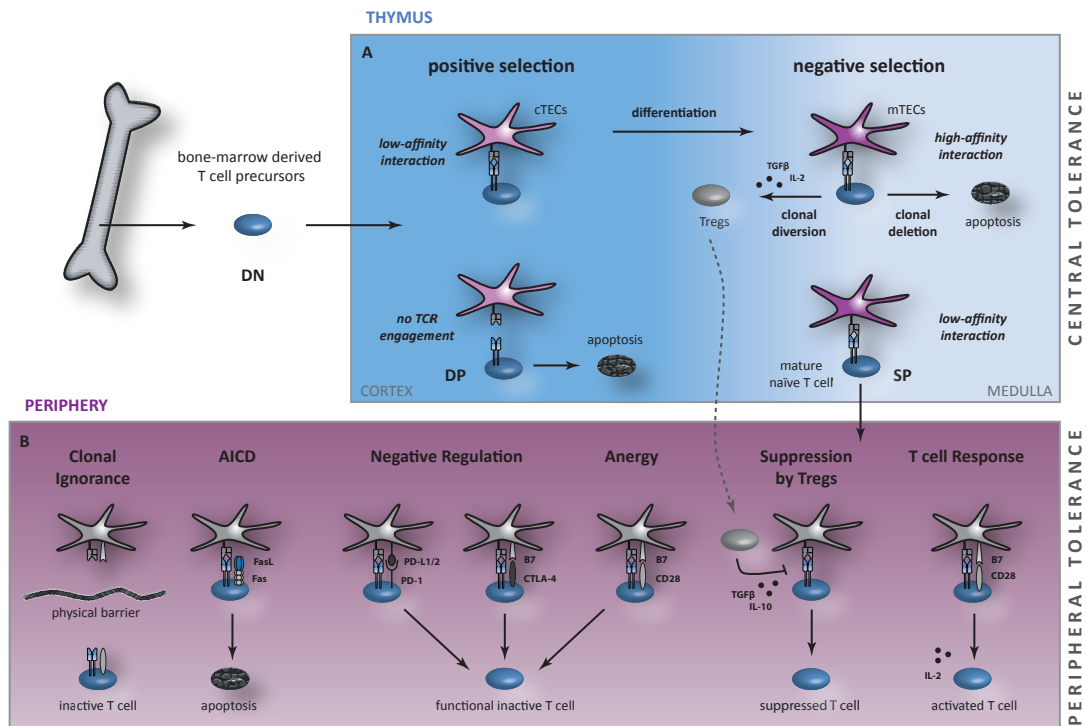 THYMUS
A
positive selection
negative selection
cTECs
differentiation
mTECs
low-affinity
interaction
high-affinity
interaction
bone-marrow derived
T cell precursors
TGFβ
IL-2
Tregs
clonal
diversion
clonal
deletion
apoptosis
DN
no TCR
engagement
apoptosis
low-affinity
interaction
DP
mature
naïve T cell
SP
CORTEX
MEDULLA
CENTRAL TOLERANCE
PERIPHERY
B
Clonal
Ignorance
AICD
Negative Regulation
Anergy
Suppression
by Tregs
T cell Response
FasL
Fas
PD-L1/2
PD-1
B7
CTLA-4
B7
CD28
TGFβ
IL-10
B7
CD28
physical barrier
IL-2
inactive T cell
apoptosis
functional inactive T cell
suppressed T cell
activated T cell
PERIPHERAL TOLERANCE